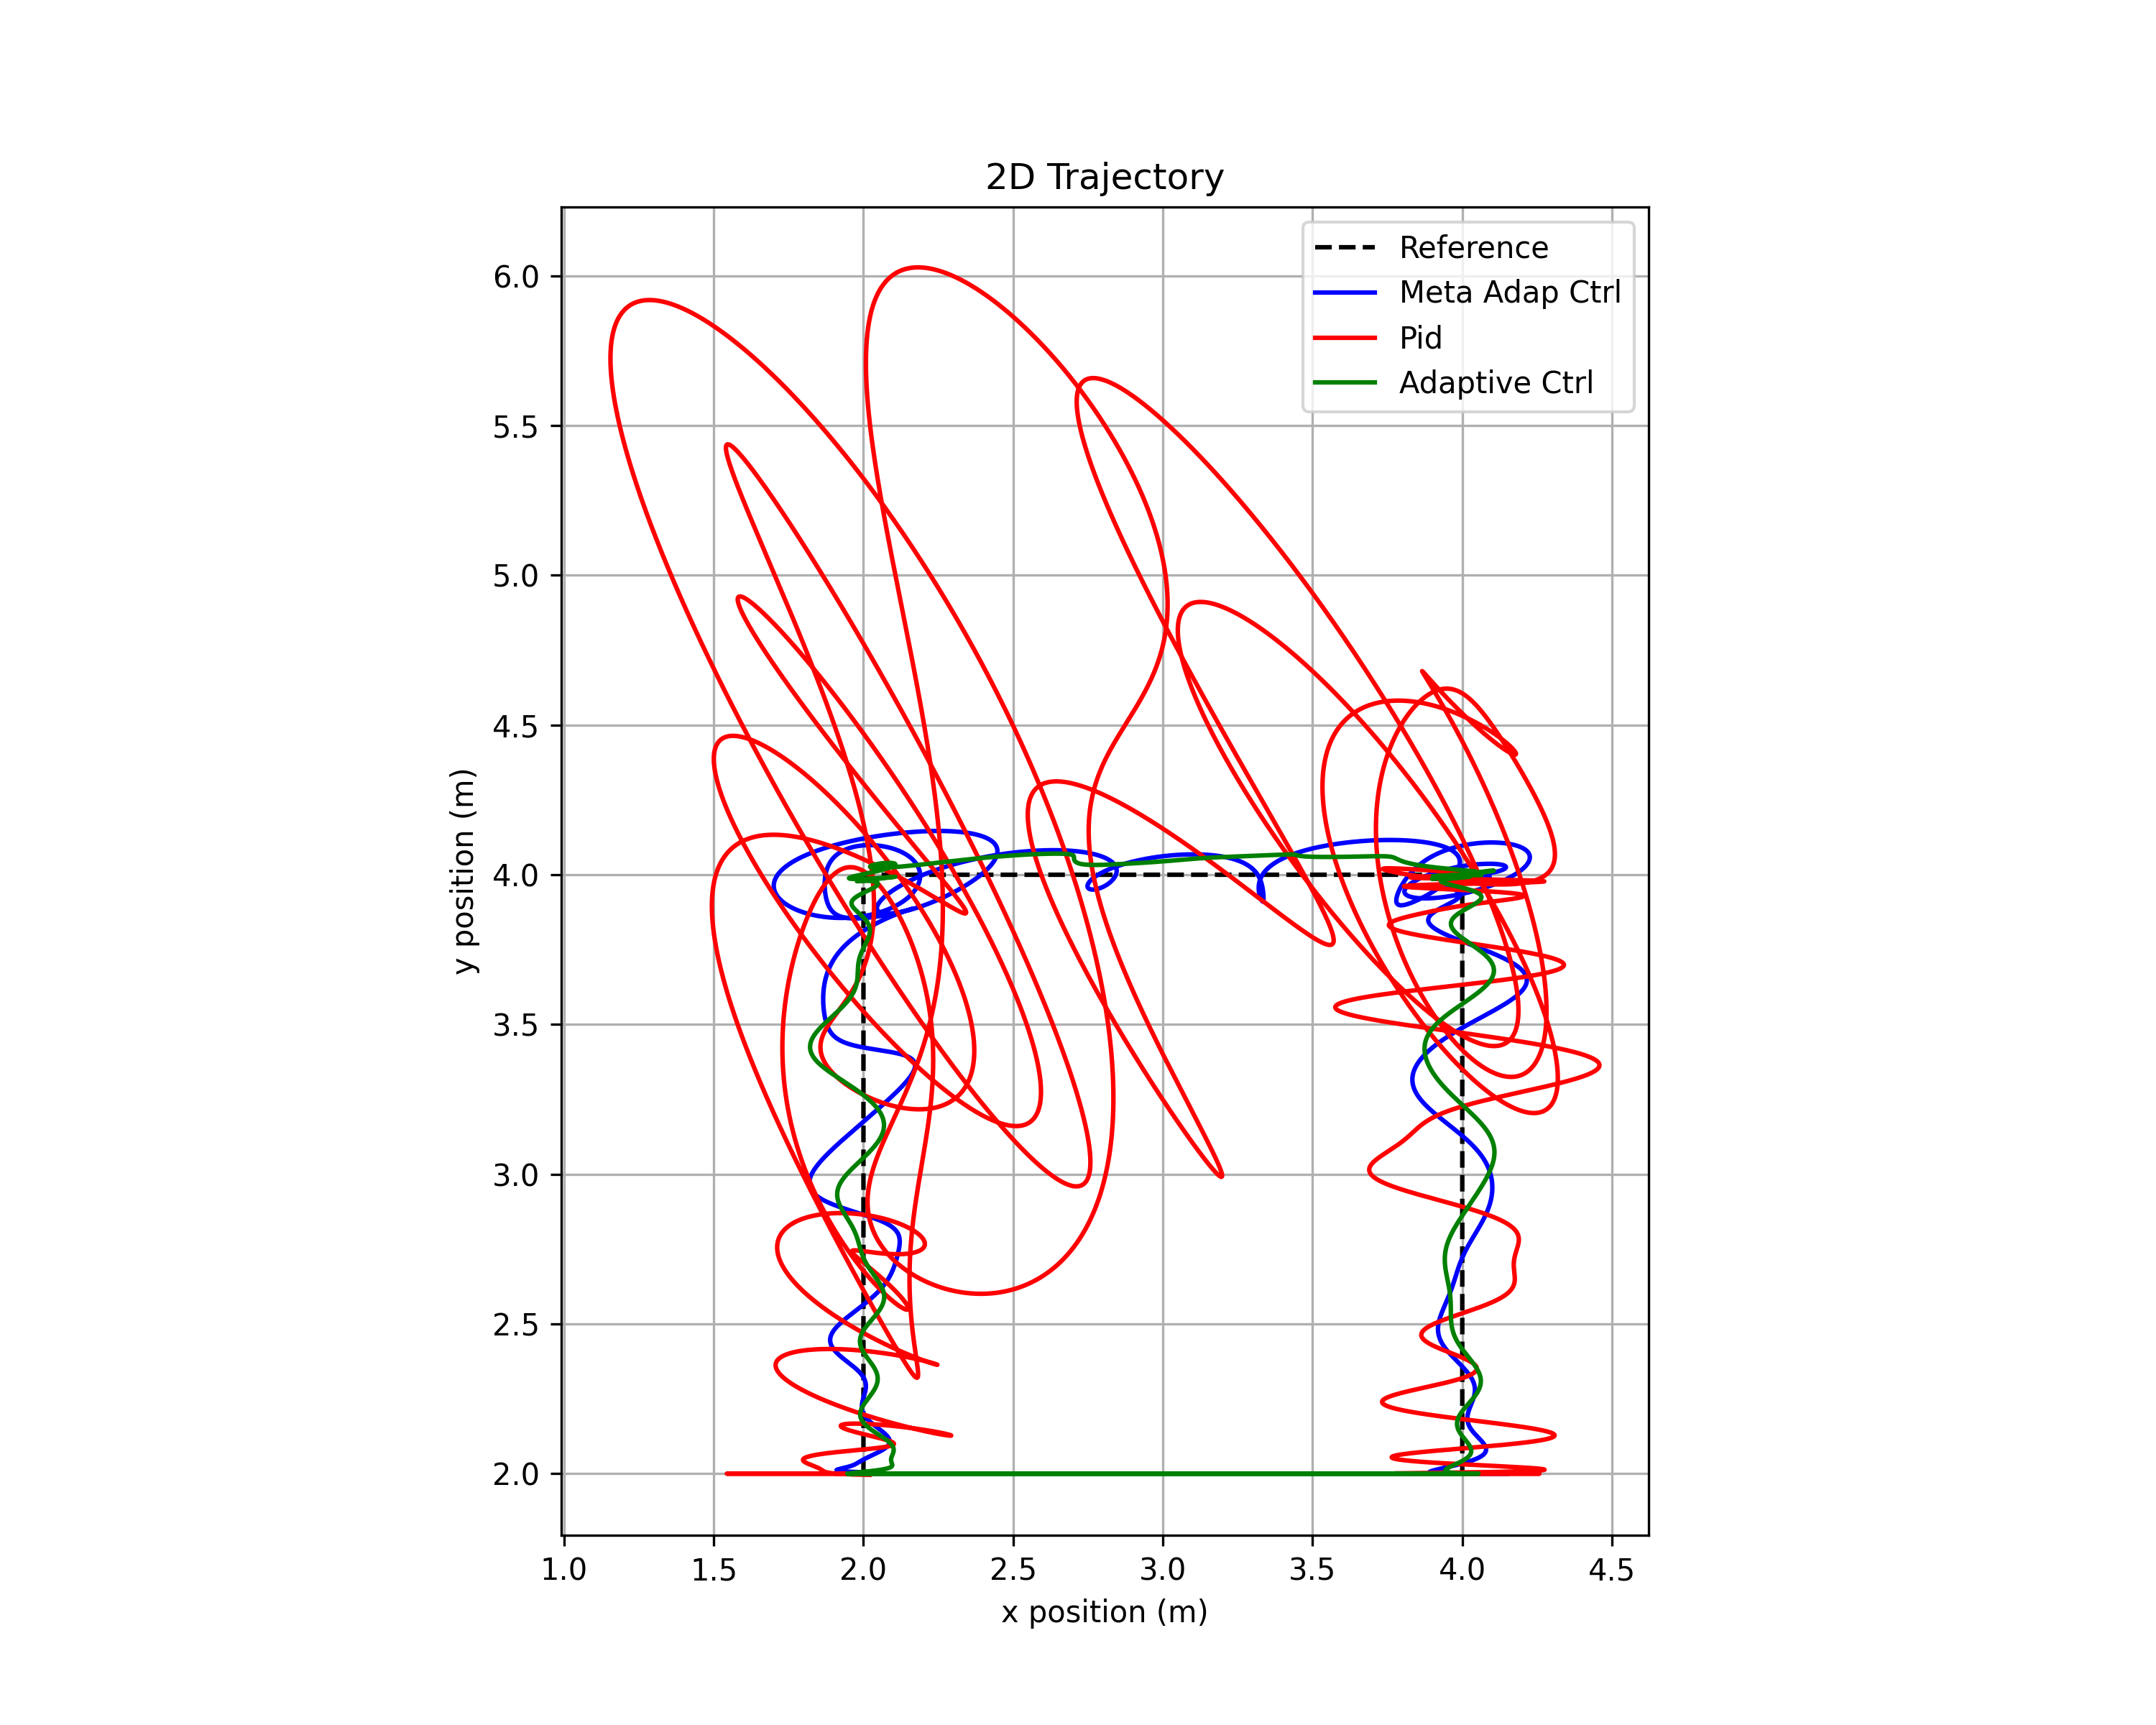 2D Trajectory
Reference
Meta Adap Ctrl
Pid
Adaptive Ctrl
6.0
5.5
5.0
4.5
4.0
3.5
3.0
2.5
2.0
y position (m)
1.0 1.5 2.0 2.5 3.0 3.5 4.0 4.5
x position (m)